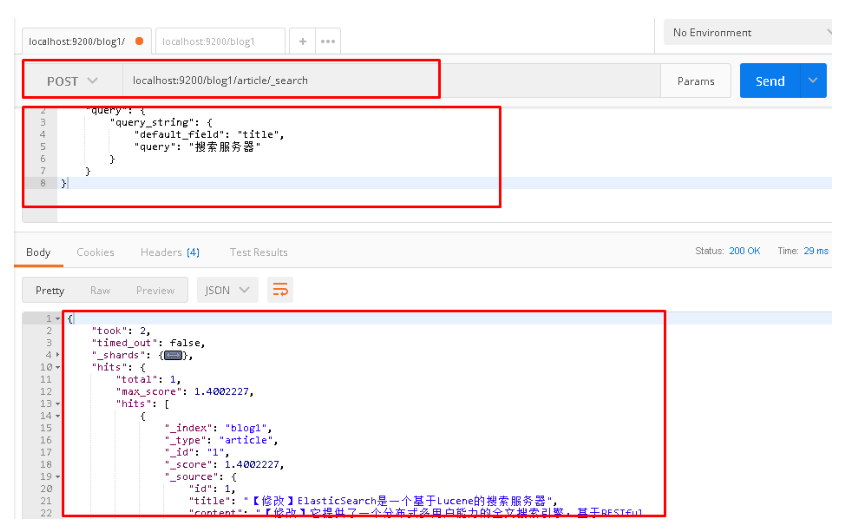 localhost:9200/blog1/
localhost:9200/blog1
+
•••
No Environment
POST
localhost:9200/blog1/article/_search
Params
Send
2 "query": {
3 "query_string": {
4 "default_field": "title",
5 "query": "搜索服务器"
6 }
7 }
8 }
Body Cookies Headers (4) Test Results
Status: 200 OK Time: 29 ms
Pretty Raw Preview JSON
1 {
2 "took": 2,
3 "timed_out": false,
4 "_shards": {},
10 "hits": {
11 "total": 1,
12 "max_score": 1.4002227,
13 "hits": [
14 {
15 "_index": "blog1",
16 "_type": "article",
17 "_id": "1",
18 "_score": 1.4002227,
19 "_source": {
20 "id": 1,
21 "title": "【修改】ElasticSearch是一个基于Lucene的搜索服务器",
22 "content": "【修改】它提供了一个分布式多用户能力的全文搜索引擎，基于RESTful